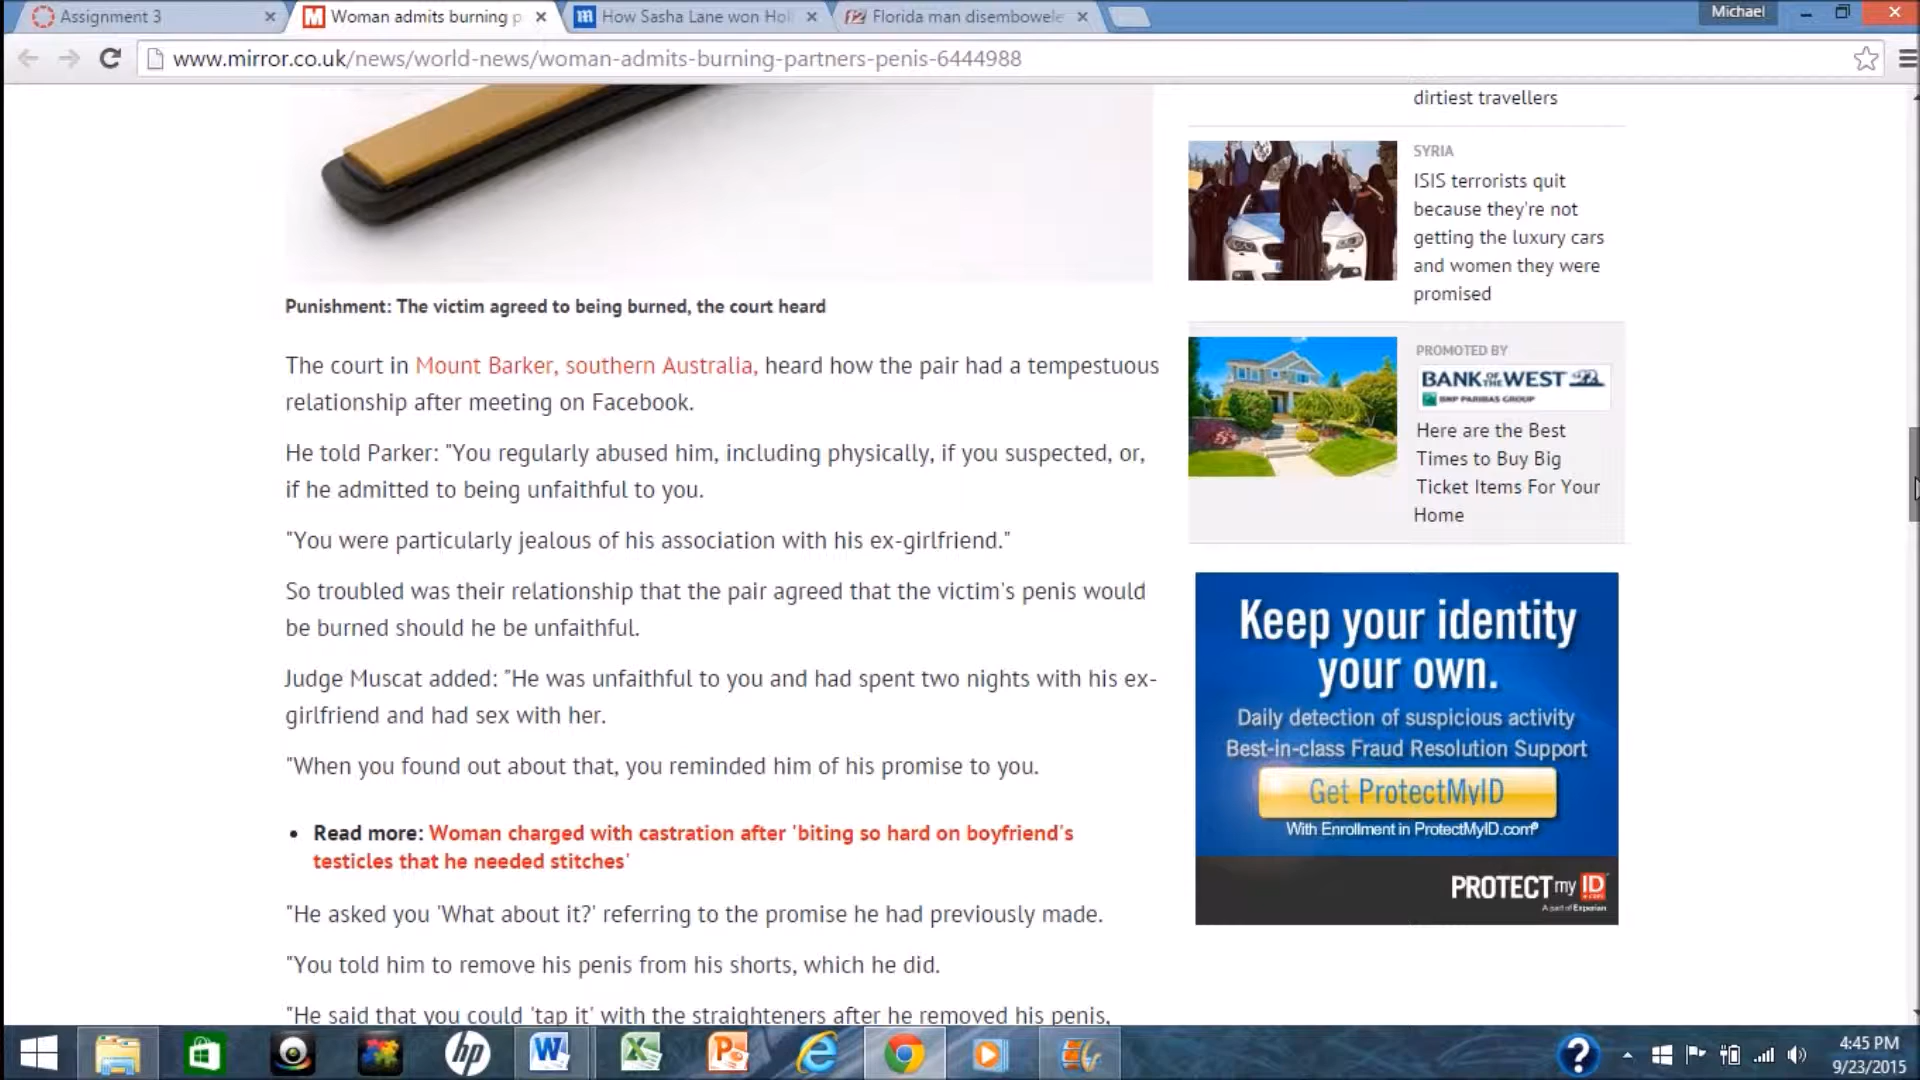 Assignment 3
Woman admits burning p
How Sasha Lane won Hol
Florida man disembowele
Michael
www.mirror.co.uk/news/world-news/woman-admits-burning-partners-penis-6444988
Punishment: The victim agreed to being burned, the court heard
The court in Mount Barker, southern Australia, heard how the pair had a tempestuous
relationship after meeting on Facebook.
He told Parker: "You regularly abused him, including physically, if you suspected, or,
if he admitted to being unfaithful to you.
"You were particularly jealous of his association with his ex-girlfriend."
So troubled was their relationship that the pair agreed that the victim's penis would
be burned should he be unfaithful.
Judge Muscat added: "He was unfaithful to you and had spent two nights with his ex-
girlfriend and had sex with her.
"When you found out about that, you reminded him of his promise to you.
• Read more: Woman charged with castration after 'biting so hard on boyfriend's
testicles that he needed stitches'
"He asked you 'What about it?' referring to the promise he had previously made.
"You told him to remove his penis from his shorts, which he did.
"He said that you could 'tap it' with the straighteners after he removed his penis,
dirtiest travellers
SYRIA
ISIS terrorists quit
because they're not
getting the luxury cars
and women they were
promised
PROMOTED BY
BANK OF THE WEST
BNP PARIBAS GROUP
Here are the Best
Times to Buy Big
Ticket Items For Your
Home
Keep your identity
your own.
Daily detection of suspicious activity
Best-in-class Fraud Resolution Support
Get ProtectMyID
With Enrollment in ProtectMyID.com®
PROTECT my ID
A part of Experian
hp
4:45 PM
9/23/2015